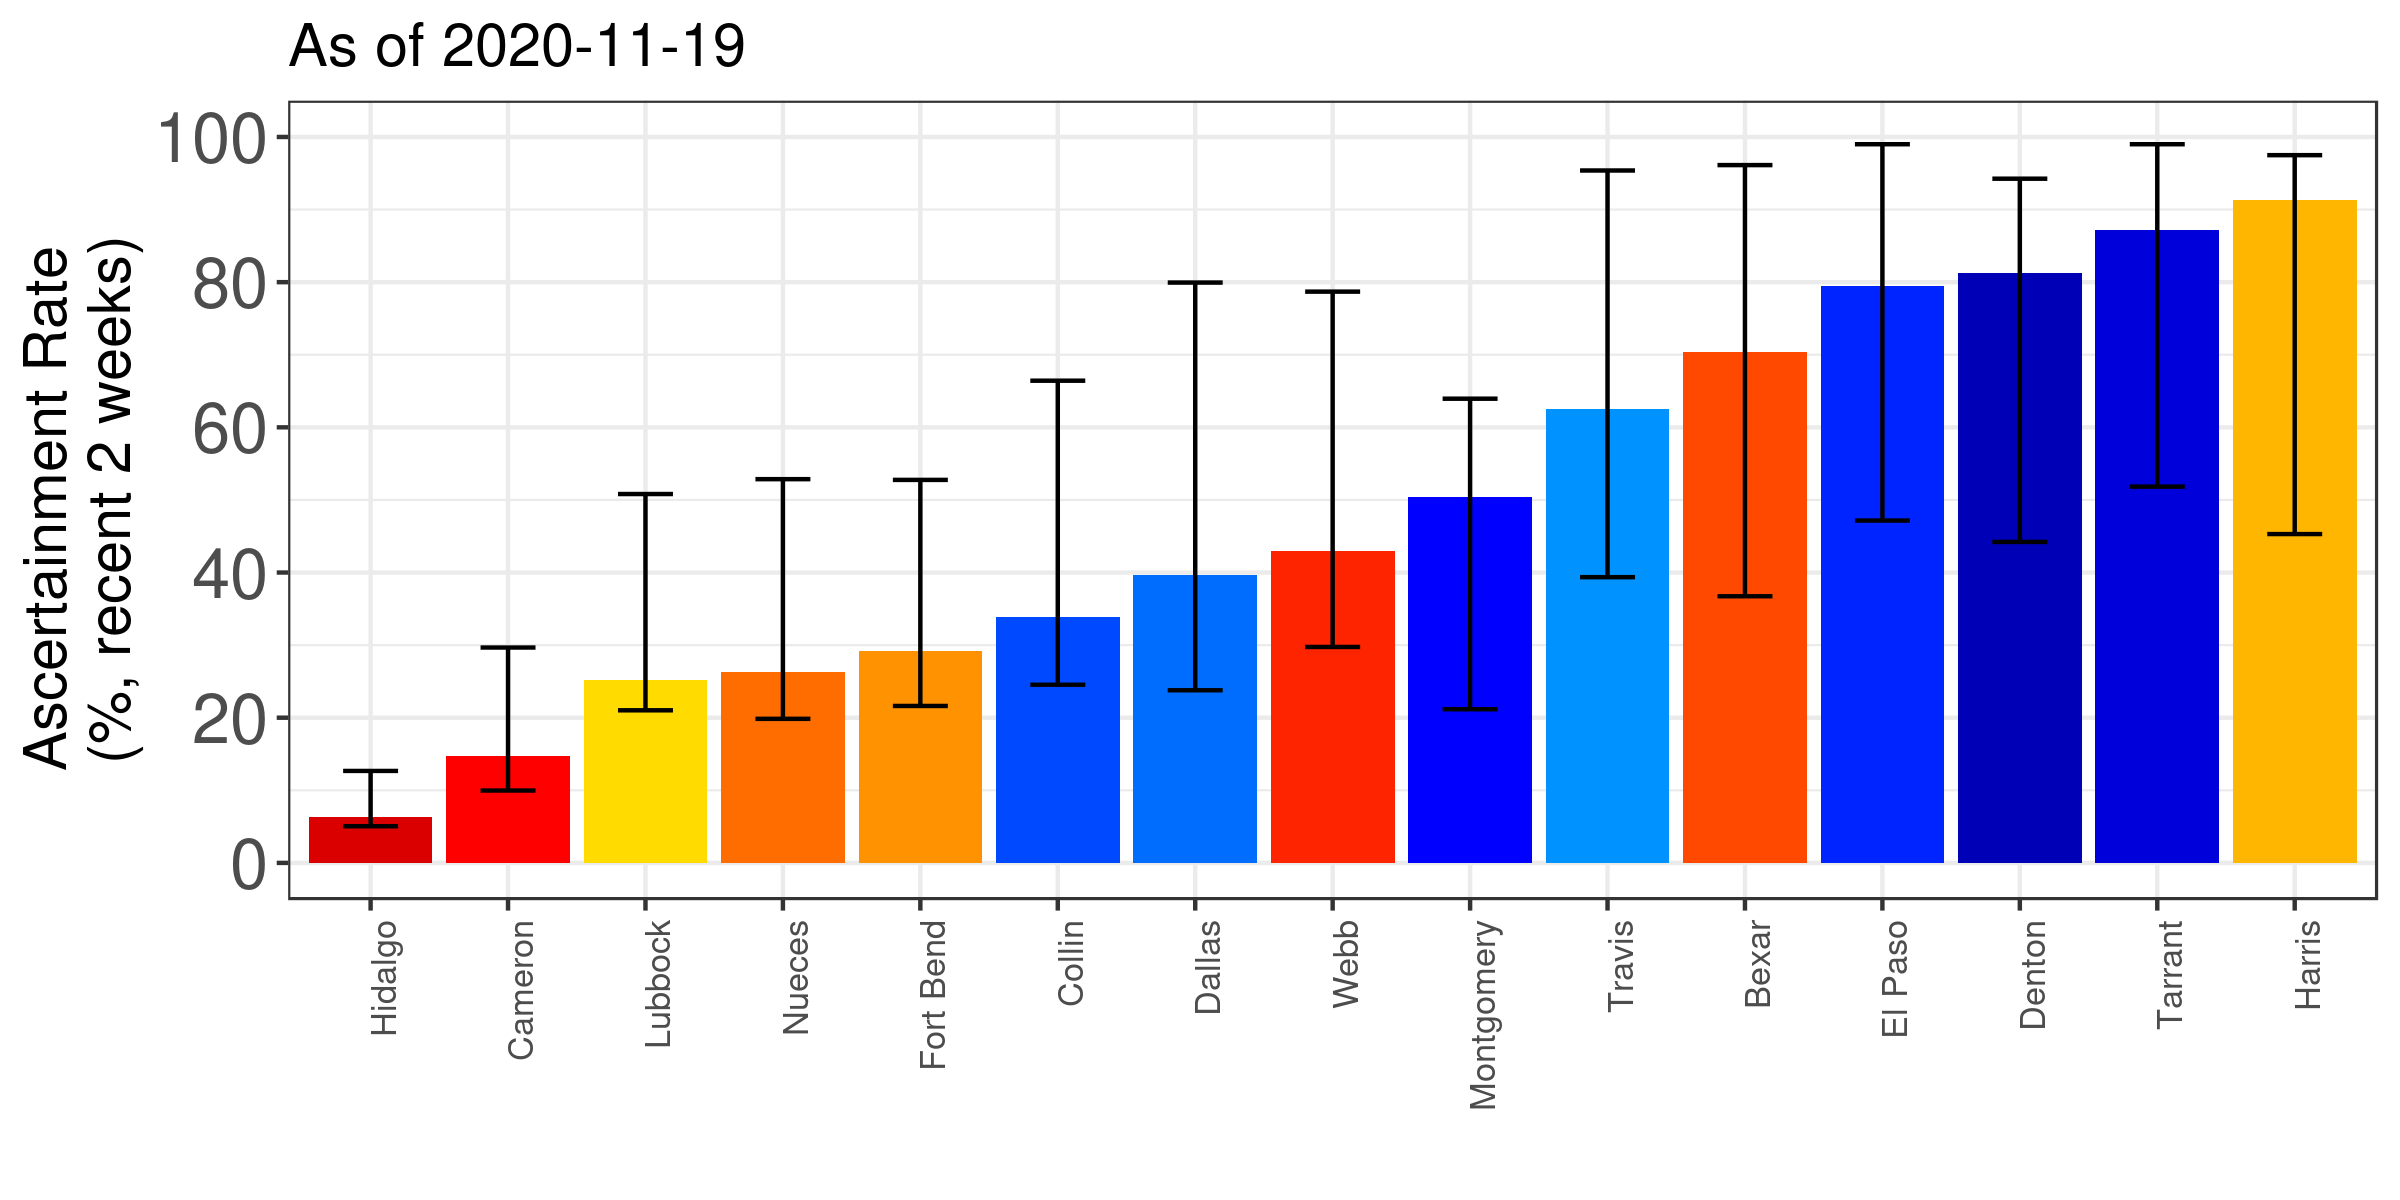 As of 2020-11-19
Ascertainment Rate
(%, recent 2 weeks)
100
80
60
40
20
0
Hidalgo
Cameron
Lubbock
Nueces
Fort Bend
Collin
Dallas
Webb
Montgomery
Travis
Bexar
El Paso
Denton
Tarrant
Harris